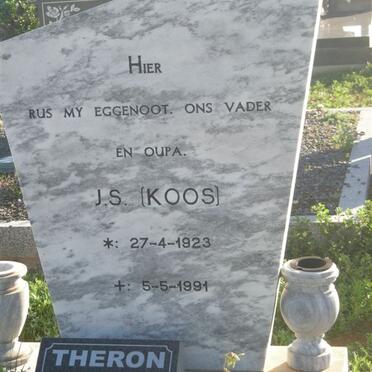 HIER
RUS MY EGGENOOT. ONS VADER
EN OUPA.
J.S. (KOOS)
*: 27-4-1923
+: 5-5-1991
THERON